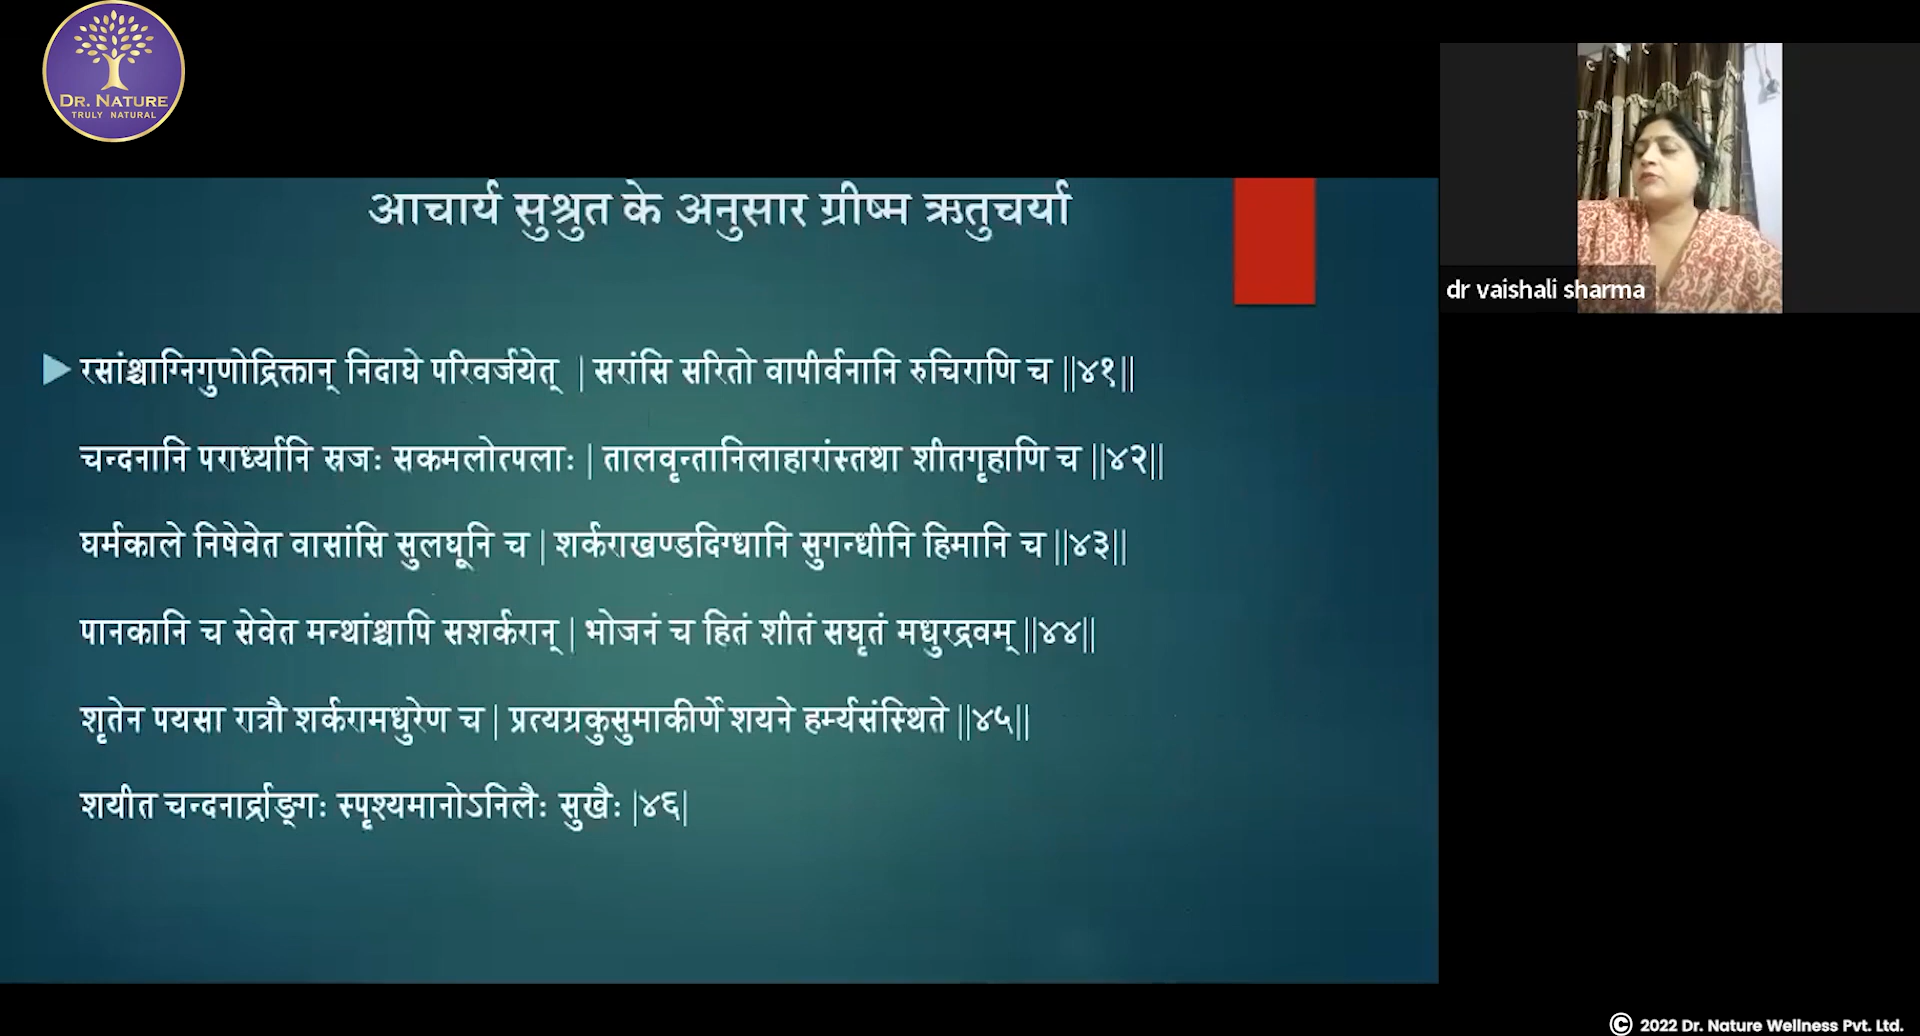 DR. NATURE
TRULY NATURAL
आचार्य सुश्रुत के अनुसार ग्रीष्म ऋतुचर्या
रसांश्चाग्निगुणोद्रिक्तान् निदाघे परिवर्जयेत् | सरांसि सरितो वापीर्वनानि रुचिराणि च ||४१||
चन्दनानि परार्ध्यानि स्रजः सकमलोत्पलाः | तालवृन्तानिलाहारांस्तथा शीतगृहाणि च ||४२||
घर्मकाले निषेवेत वासांसि सुलघूनि च | शर्कराखण्डदिग्धानि सुगन्धीनि हिमानि च ||४३||
पानकानि च सेवेत मन्थांश्चापि सशर्करान् | भोजनं च हितं शीतं सघृतं मधुरद्रवम् ||४४||
शृतेन पयसा रात्रौ शर्करामधुरेण च | प्रत्यग्रकुसुमाकीर्णे शयने हर्म्यसंस्थिते ||४५||
शयीत चन्दनार्द्राङ्गः स्पृश्यमानोऽनिलैः सुखैः |४६|
dr vaishali sharma
© 2022 Dr. Nature Wellness Pvt. Ltd.